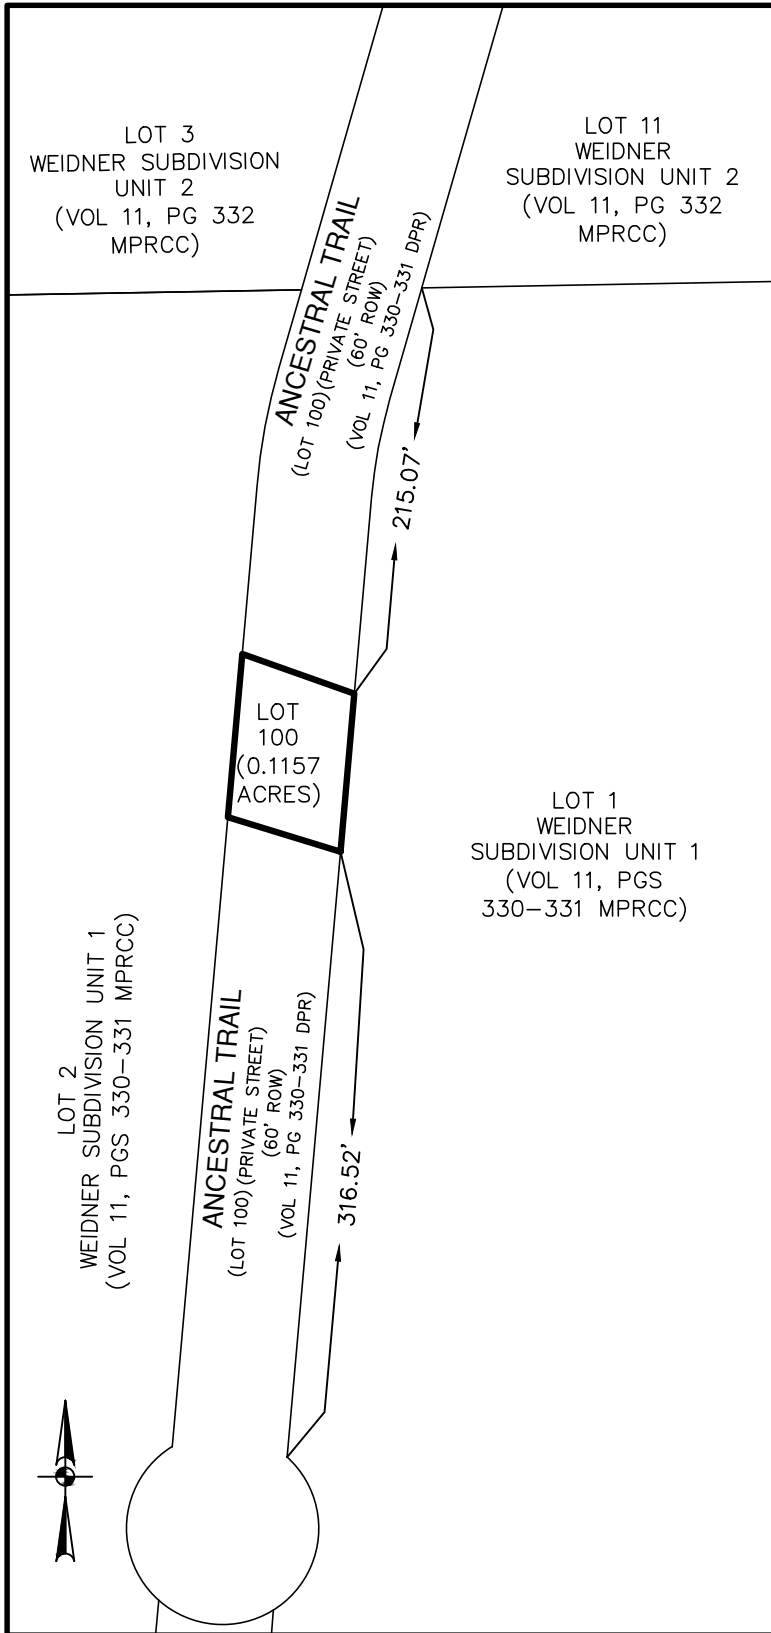 LOT 3
WEIDNER SUBDIVISION
UNIT 2
(VOL 11, PG 332
MPRCC)
LOT 11
WEIDNER
SUBDIVISION UNIT 2
(VOL 11, PG 332
MPRCC)
ANCESTRAL TRAIL
(LOT 100)(PRIVATE STREET)
(60' ROW)
(VOL 11, PG 330-331 DPR)
215.07'
LOT
100
(0.1157
ACRES)
LOT 1
WEIDNER
SUBDIVISION UNIT 1
(VOL 11, PGS
330-331 MPRCC)
LOT 2
WEIDNER SUBDIVISION UNIT 1
(VOL 11, PGS 330-331 MPRCC)
ANCESTRAL TRAIL
(LOT 100)(PRIVATE STREET)
(60' ROW)
(VOL 11, PG 330-331 DPR)
316.52'